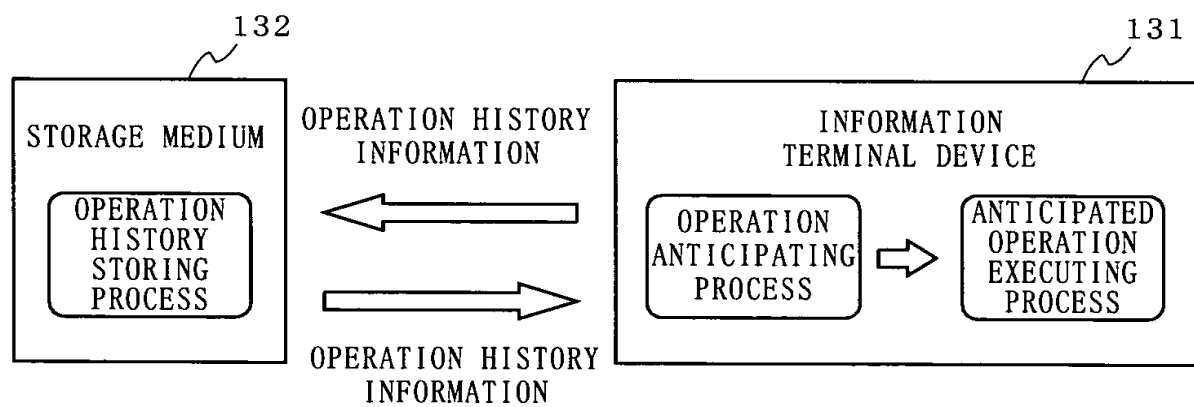 132
131
STORAGE MEDIUM
OPERATION
HISTORY
STORING
PROCESS
OPERATION HISTORY
INFORMATION
OPERATION HISTORY
INFORMATION
INFORMATION
TERMINAL DEVICE
OPERATION
ANTICIPATING
PROCESS
ANTICIPATED
OPERATION
EXECUTING
PROCESS